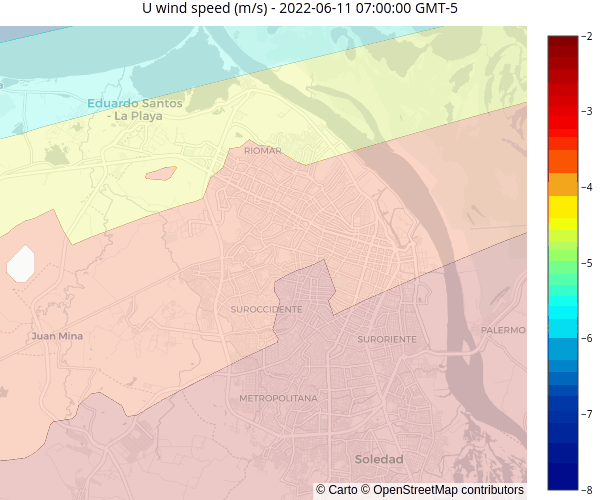 U wind speed (m/s) - 2022-06-11 07:00:00 GMT-5
−2
Eduardo Santos
- La Playa
−3
RIOMAR
−4
−5
SUROCCIDENTE
Juan Mina
SURORIENTE
PALERMO
−6
METROPOLITANA
−7
Soledad
© Carto © OpenStreetMap contributors
−8